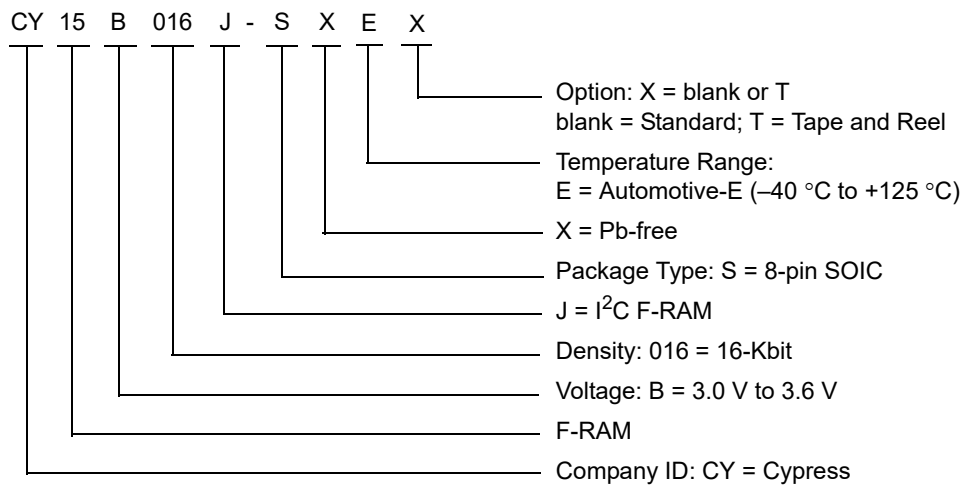 CY 15 B 016 J - S X E X
Option: X = blank or T
blank = Standard; T = Tape and Reel
Temperature Range:
E = Automotive-E (–40 °C to +125 °C)
X = Pb-free
Package Type: S = 8-pin SOIC
J = I²C F-RAM
Density: 016 = 16-Kbit
Voltage: B = 3.0 V to 3.6 V
F-RAM
Company ID: CY = Cypress